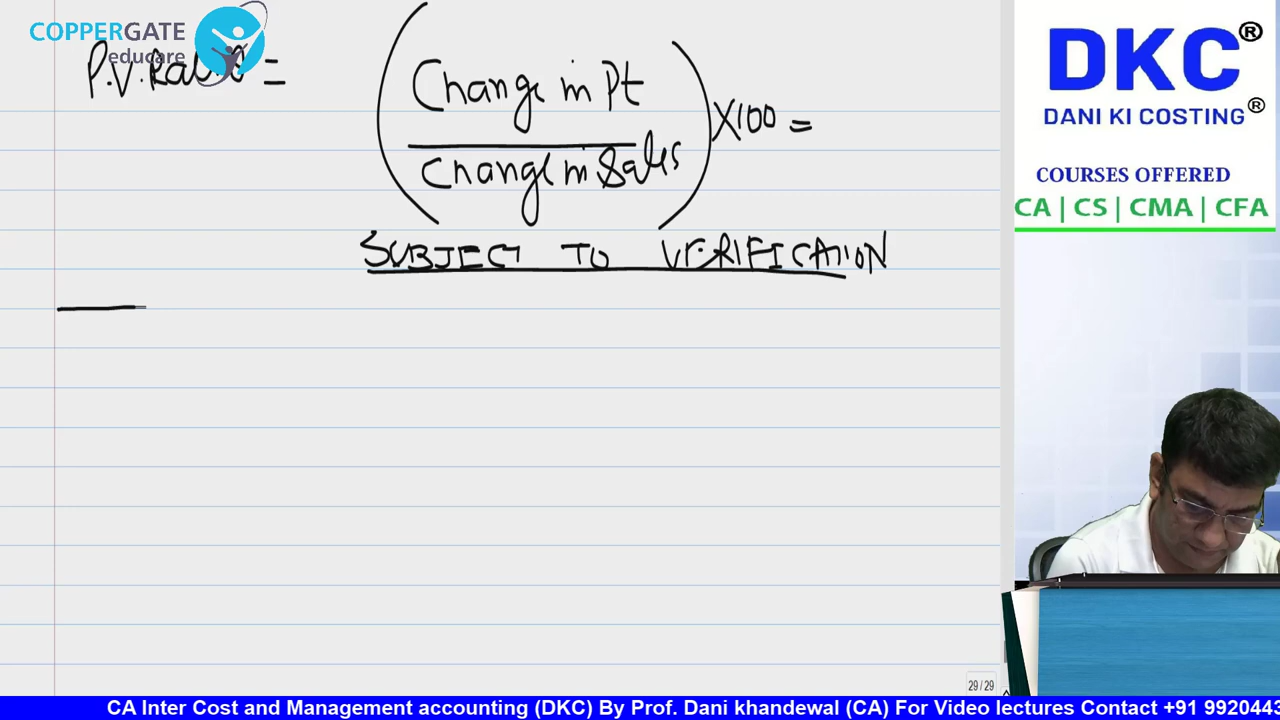 COPPERGATE
educare
P.V.Ratio =
(Change in Pt / Change in Sales) X100 =
SUBJECT TO VERIFICATION
29/29
DKC®
DANI KI COSTING®
COURSES OFFERED
CA | CS | CMA | CFA
CA Inter Cost and Management accounting (DKC) By Prof. Dani khandewal (CA) For Video lectures Contact +91 9920443